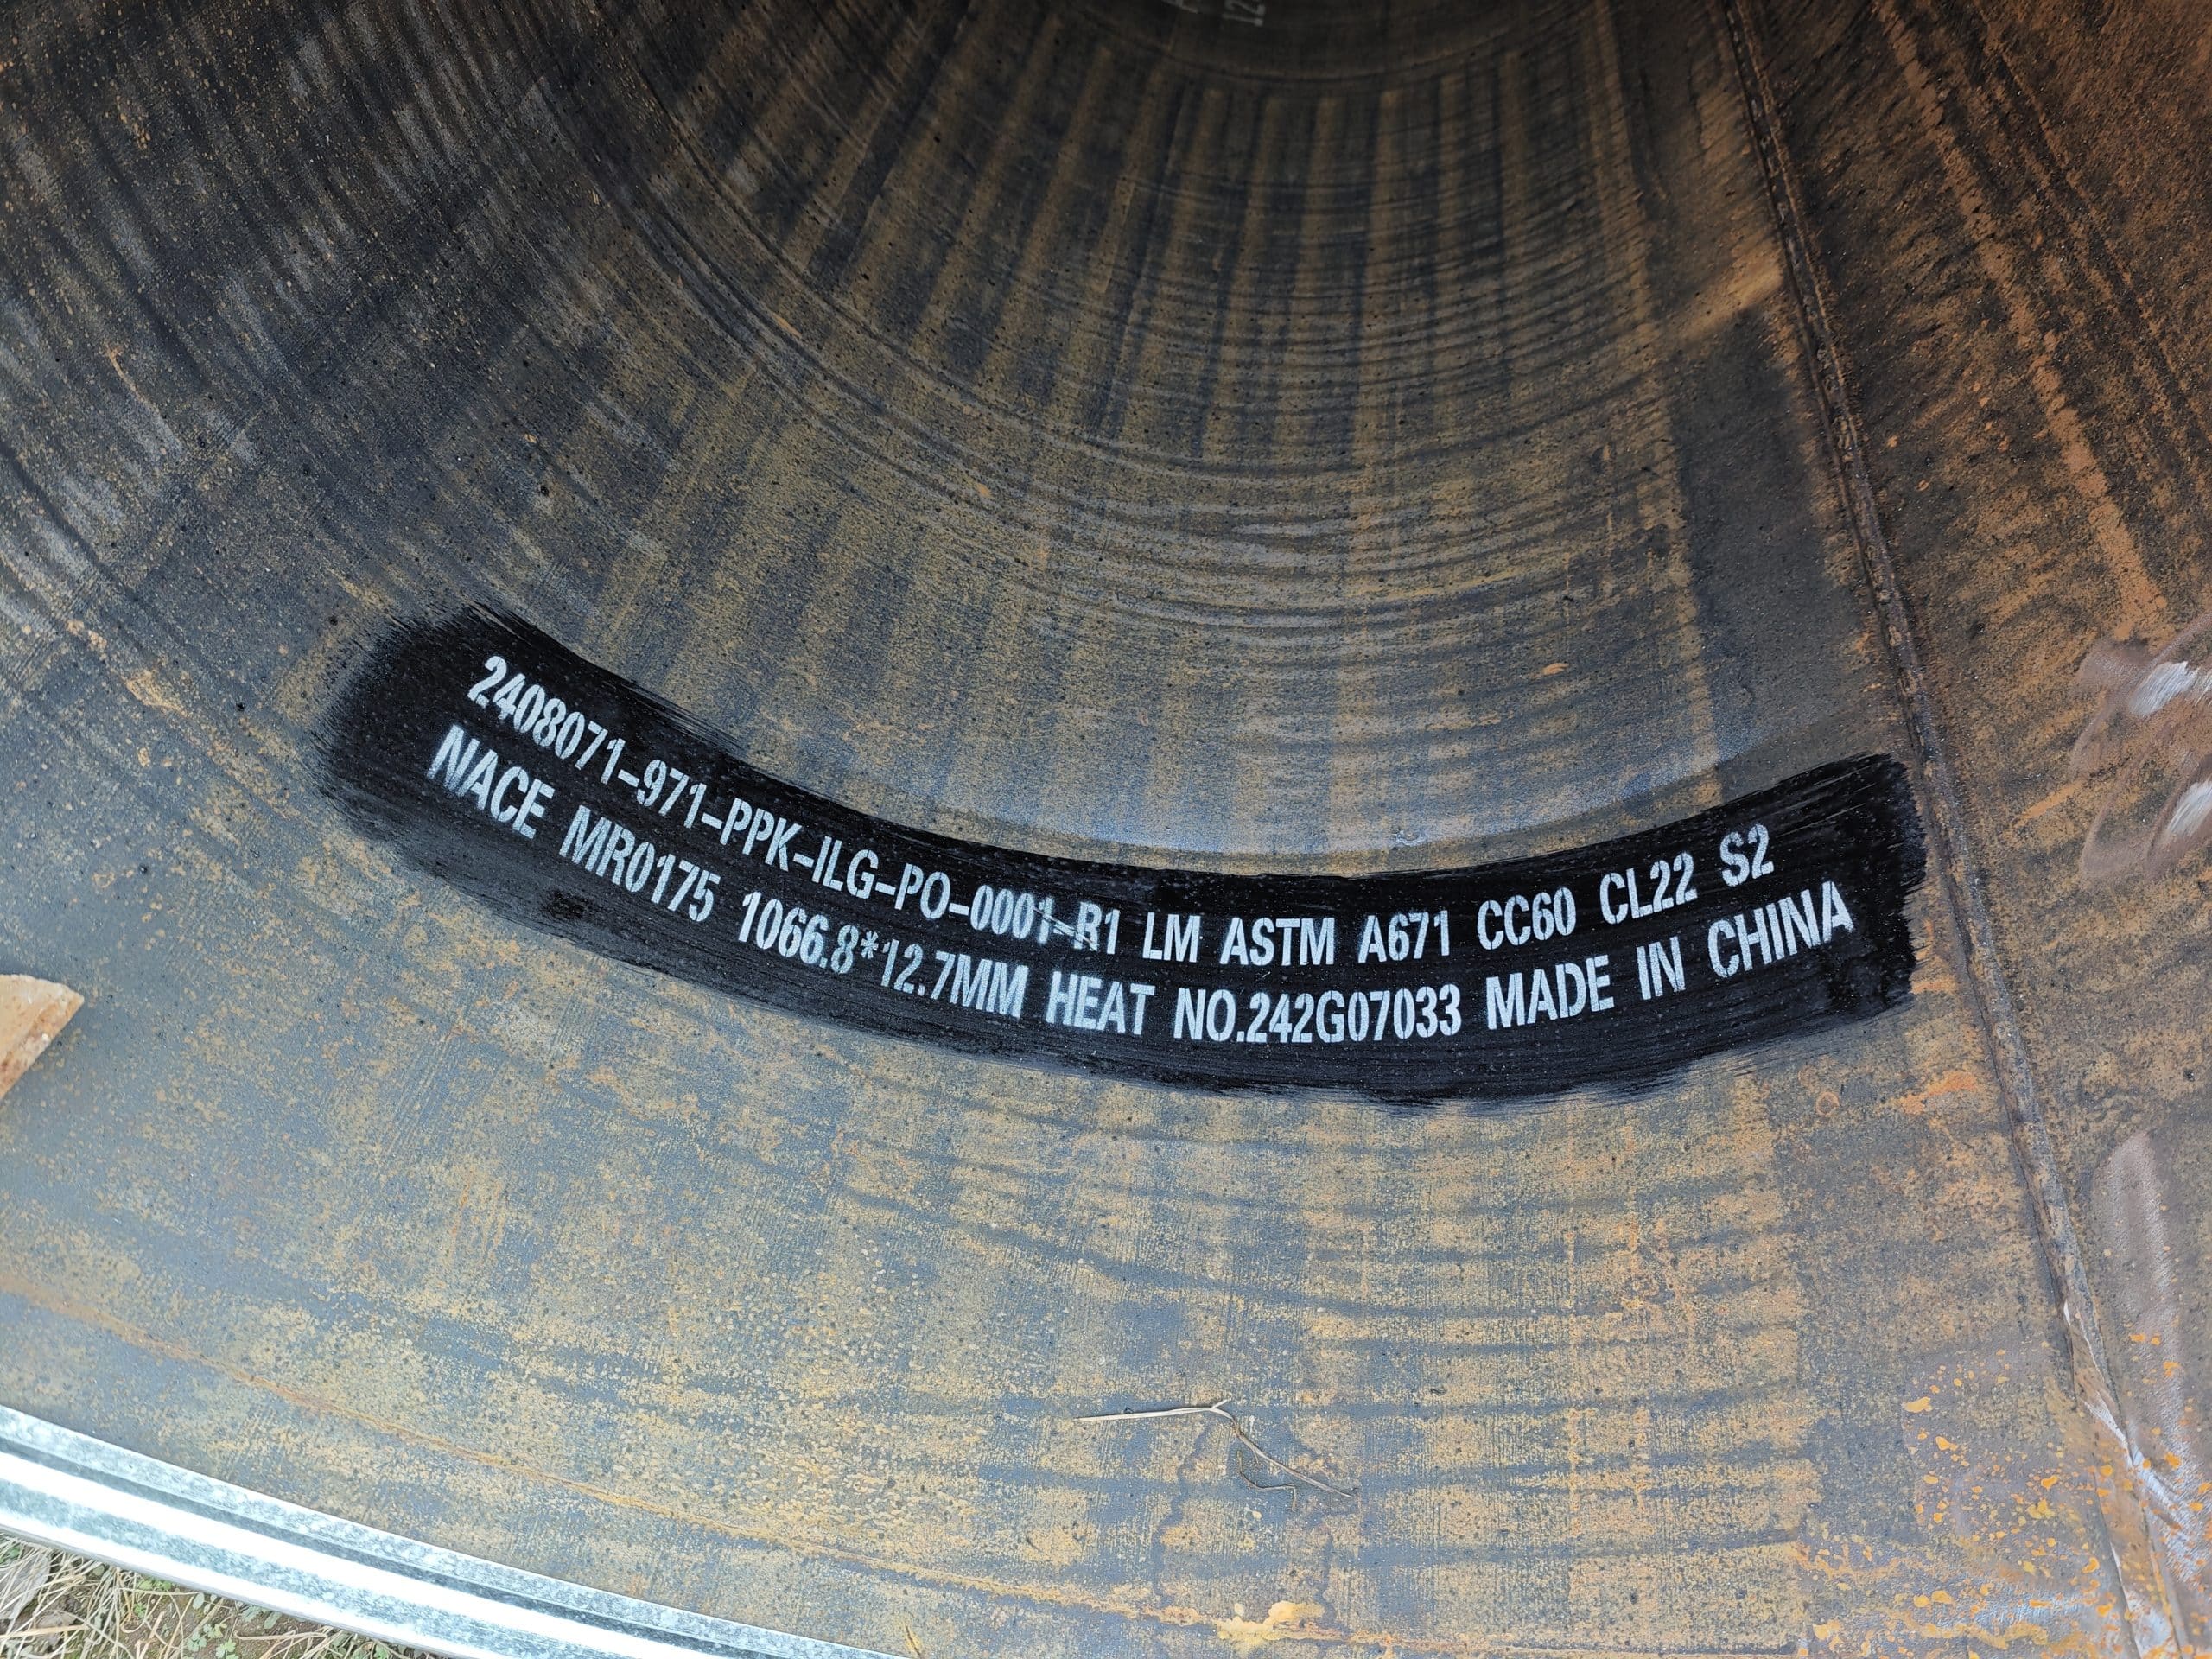 2408071-971-PPK-ILG-PO-0001-R1 LM ASTM A671 CC60 CL22 S2
NACE MR0175 1066.8*12.7MM HEAT NO.242G07033 MADE IN CHINA